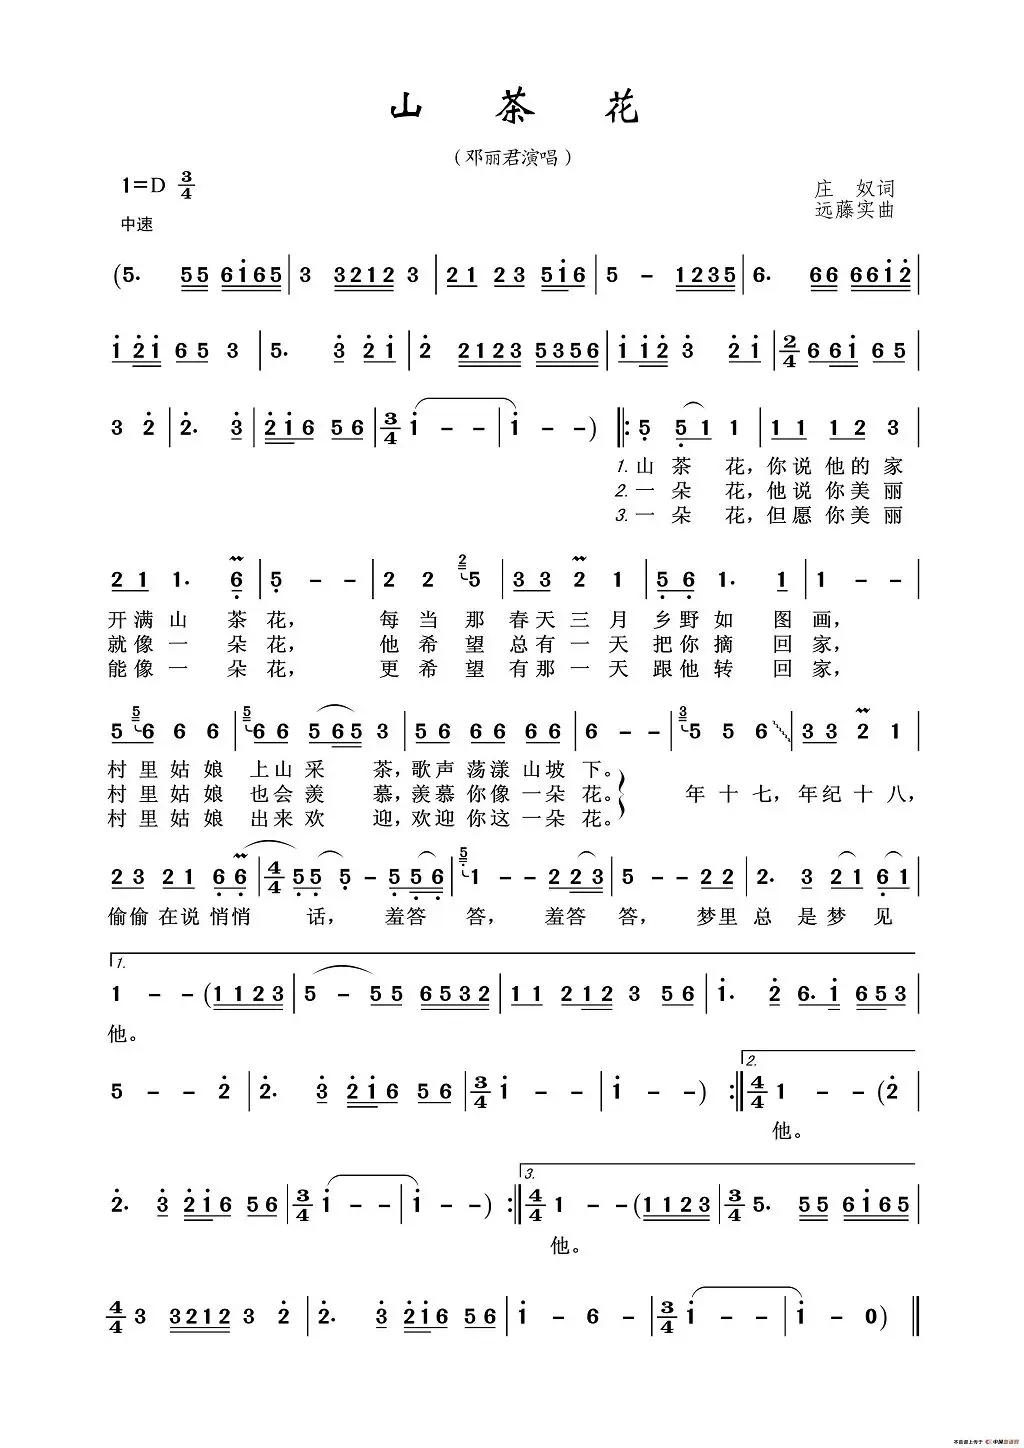 山 茶 花
（邓丽君演唱）
1=D 3/4
庄 奴词
中速
远藤实曲
(5. 55 6i65 | 3 3212 3 | 21 23 5i6 | 5 - 1235 | 6. 66 66i2 |
i2i 65 3 | 5. 3 2i | 2 2123 5356 | ii2 3 2i | 2/4 66i 65 |
3 2 | 2. 3 | 2i6 56 | 3/4 i - - | i - - ) |: 5 51 1 | 11 12 3 |
1. 山 茶 花，你说他的家
2. 一 朵 花，他说你美丽
3. 一 朵 花，但愿你美丽
21 1. 6 | 5 - - | 2 2 2 5 | 33 2 1 | 56 1. 1 | 1 - - |
开满山 茶 花， 每当那 春天三月 乡野如 图画，
就像一 朵 花， 他希望 总有一天 把你摘 回家，
能像一 朵 花， 更希望 有那一天 跟他转 回家，
5 5 6 6 6 | 5 66 565 3 | 56 66 66 | 6 - - | 3 5 5 6 | 33 2 1 |
村里姑娘 上山采 茶，歌声荡漾山坡 下。
村里姑娘 也会羡 慕，羡慕你像一朵 花。 年十七，年纪十八，
村里姑娘 出来欢 迎，欢迎你这一朵 花。
23 21 66 | 4/4 55 5 - 556 | 5 1 - - 223 | 5 - - 22 | 2. 3 21 61 |
偷偷在说悄悄 话， 羞答 答， 羞答 答， 梦里总 是梦见
1.
1 - - (1123 | 5 - 55 6532 | 11 212 3 56 | i. 2 6.i 653 |
他。
5 - - 2 | 2. 3 2i6 56 | 3/4 i - - | i - - ) :| 2. 4/4 1 - - (2 |
他。
2. 3 2i6 56 | 3/4 i - - | i - - ) :| 3. 4/4 1 - - (1123 | 3/4 5. 55 6i65 |
他。
4/4 3 3212 3 2 | 2. 3 2i6 56 | i - 6 - | 3/4 i - - | i - 0) ||